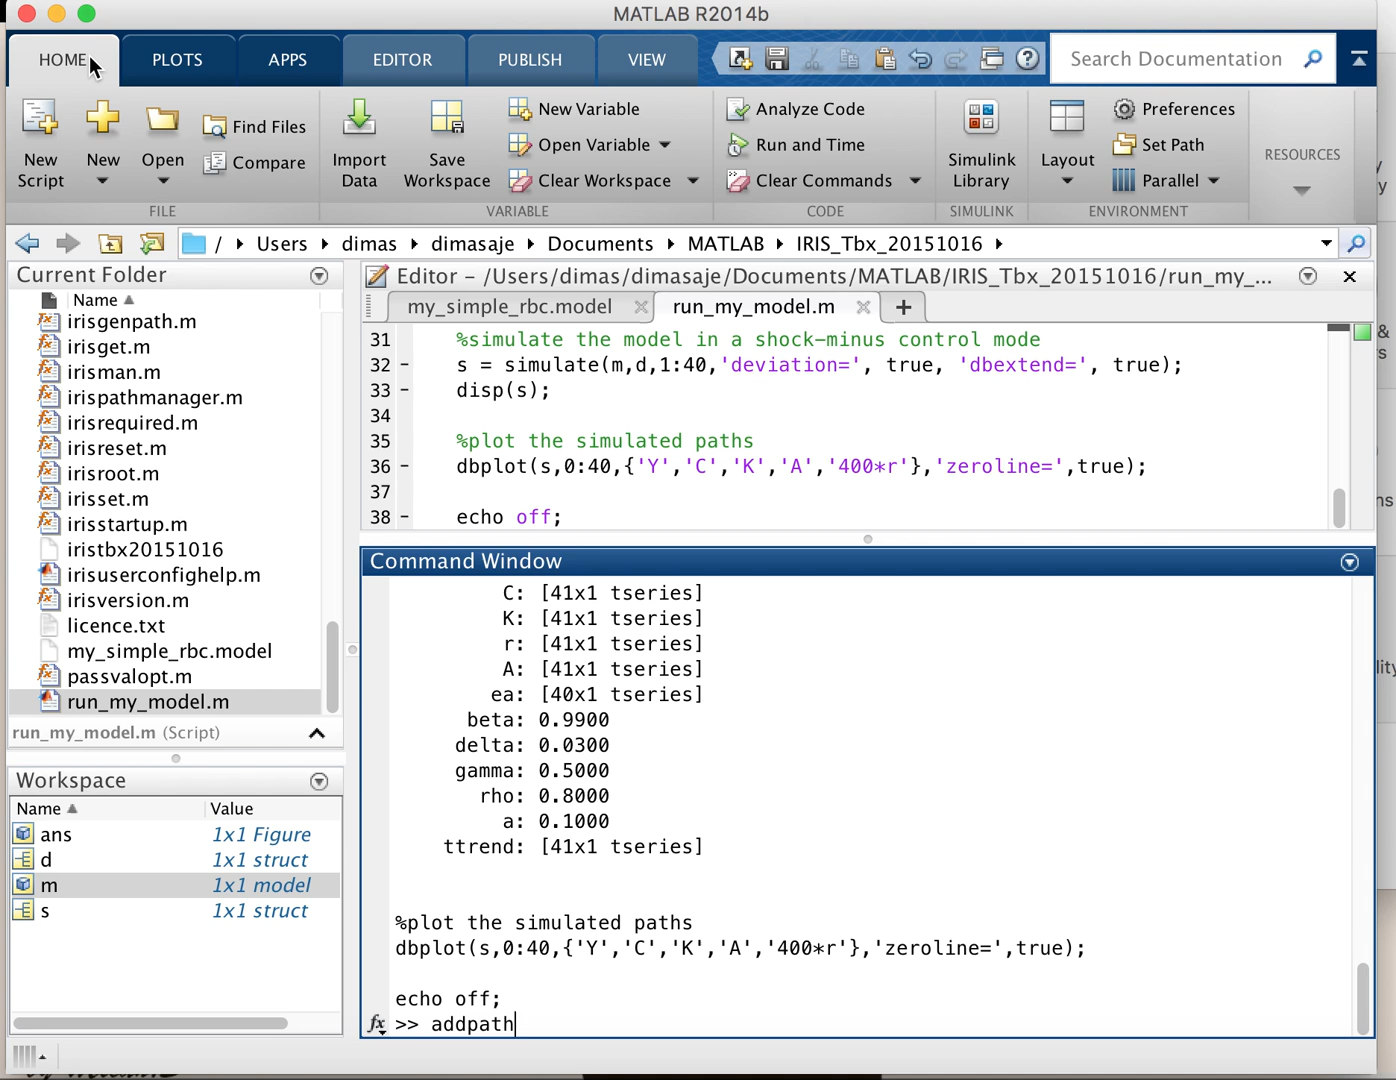 MATLAB R2014b
HOME PLOTS APPS EDITOR PUBLISH VIEW Search Documentation
New Script New Open Find Files Compare
FILE
Import Data Save Workspace New Variable Open Variable Clear Workspace
VARIABLE
Analyze Code Run and Time Clear Commands
CODE
Simulink Library
SIMULINK
Layout Preferences Set Path Parallel
ENVIRONMENT
RESOURCES
/ ▸ Users ▸ dimas ▸ dimasaje ▸ Documents ▸ MATLAB ▸ IRIS_Tbx_20151016 ▸
Current Folder
Name
irisgenpath.m
irisget.m
irisman.m
irispathmanager.m
irisrequired.m
irisreset.m
irisroot.m
irisset.m
irisstartup.m
iristbx20151016
irisuserconfighelp.m
irisversion.m
licence.txt
my_simple_rbc.model
passvalopt.m
run_my_model.m
run_my_model.m (Script)
Workspace
Name Value
ans 1x1 Figure
d 1x1 struct
m 1x1 model
s 1x1 struct
Editor – /Users/dimas/dimasaje/Documents/MATLAB/IRIS_Tbx_20151016/run_my_...
my_simple_rbc.model run_my_model.m +
31 %simulate the model in a shock-minus control mode
32 – s = simulate(m,d,1:40,'deviation=', true, 'dbextend=', true);
33 – disp(s);
34
35 %plot the simulated paths
36 – dbplot(s,0:40,{'Y','C','K','A','400*r'},'zeroline=',true);
37
38 – echo off;
Command Window
C: [41x1 tseries]
K: [41x1 tseries]
r: [41x1 tseries]
A: [41x1 tseries]
ea: [40x1 tseries]
beta: 0.9900
delta: 0.0300
gamma: 0.5000
rho: 0.8000
a: 0.1000
ttrend: [41x1 tseries]
%plot the simulated paths
dbplot(s,0:40,{'Y','C','K','A','400*r'},'zeroline=',true);
echo off;
fx >> addpath